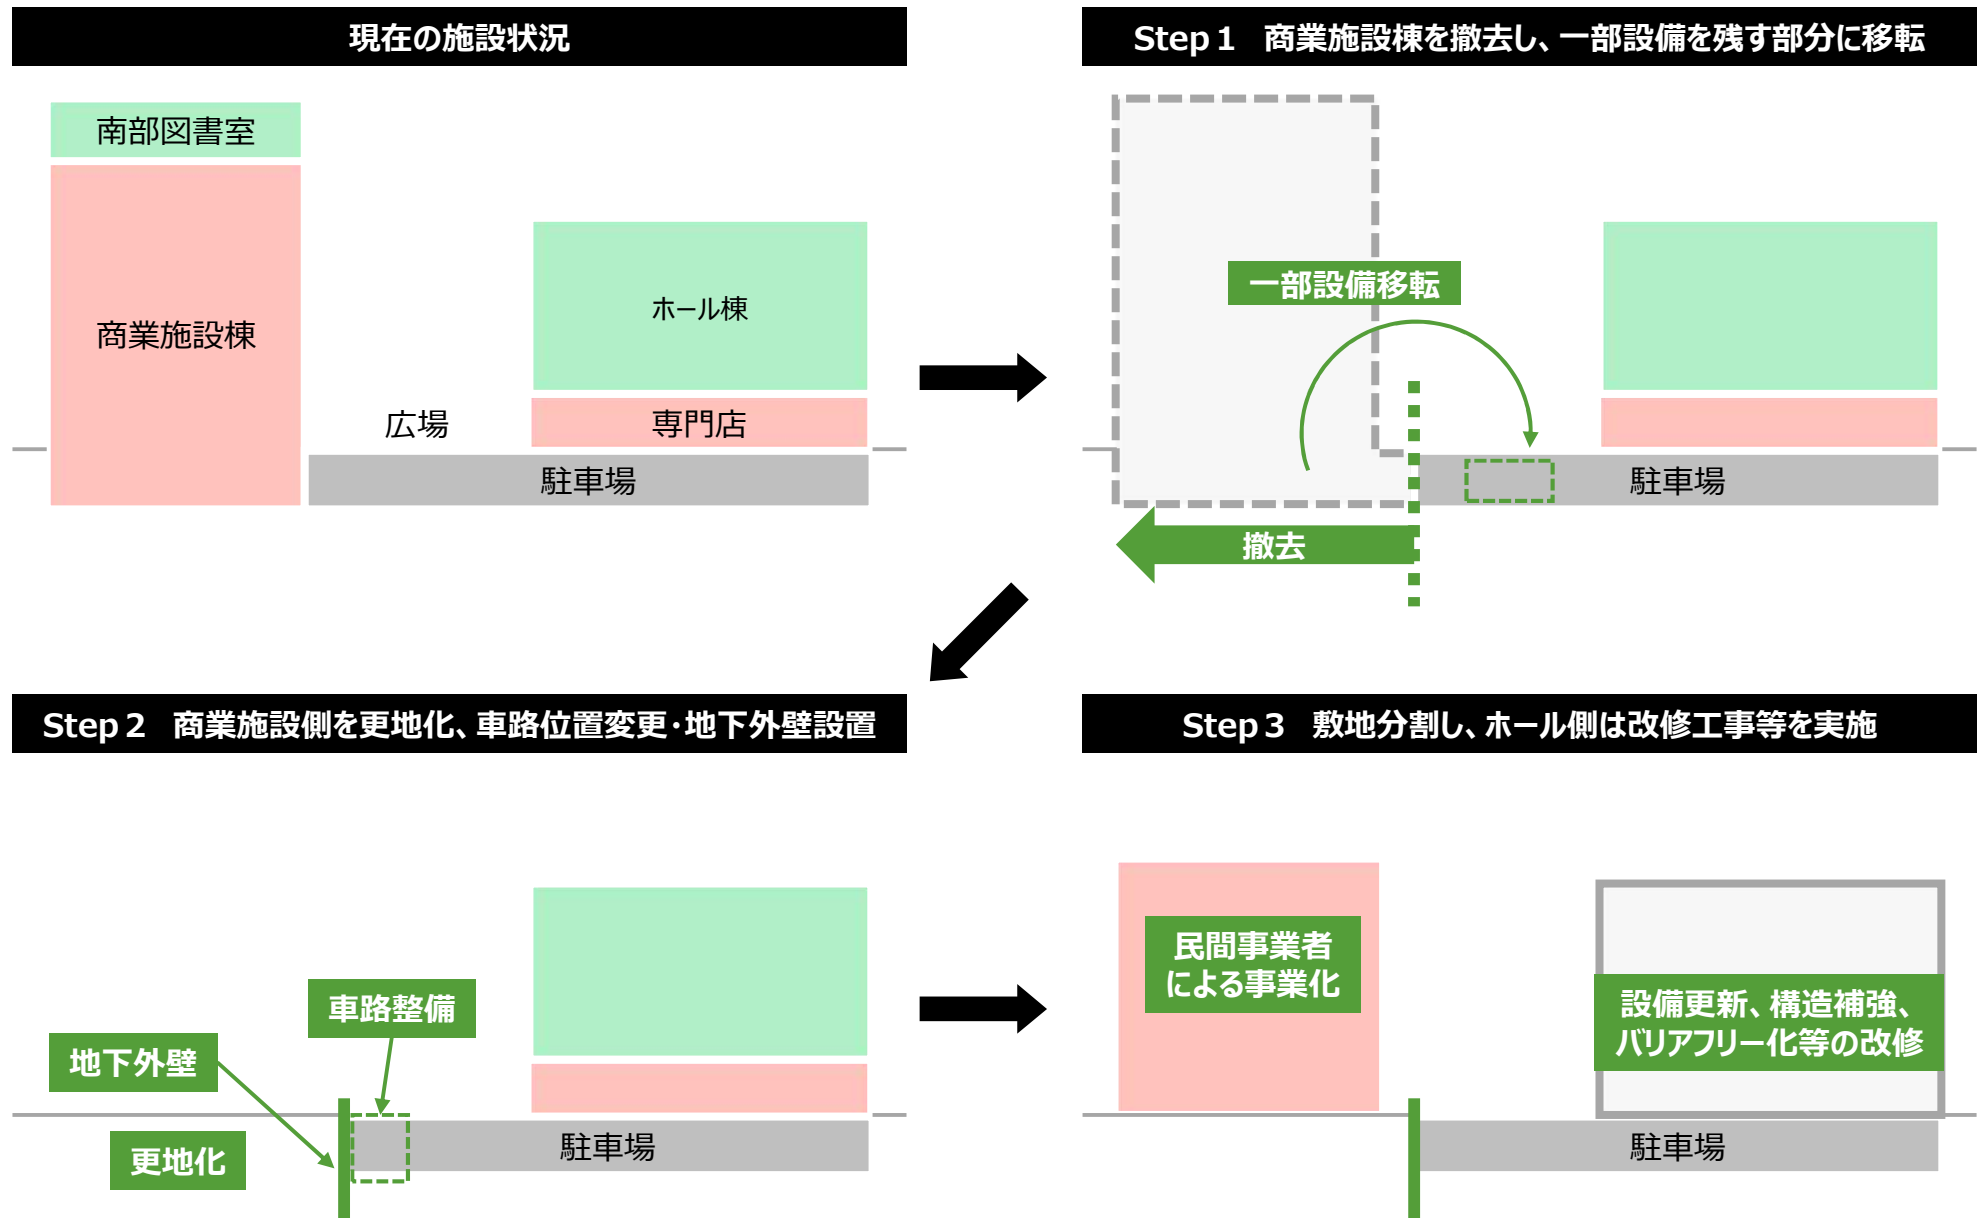 現在の施設状況
南部図書室
商業施設棟
ホール棟
広場
専門店
駐車場
Step１　商業施設棟を撤去し、一部設備を残す部分に移転
一部設備移転
駐車場
撤去
Step２　商業施設側を更地化、車路位置変更・地下外壁設置
車路整備
地下外壁
更地化
駐車場
Step３　敷地分割し、ホール側は改修工事等を実施
民間事業者
による事業化
設備更新、構造補強、
バリアフリー化等の改修
駐車場